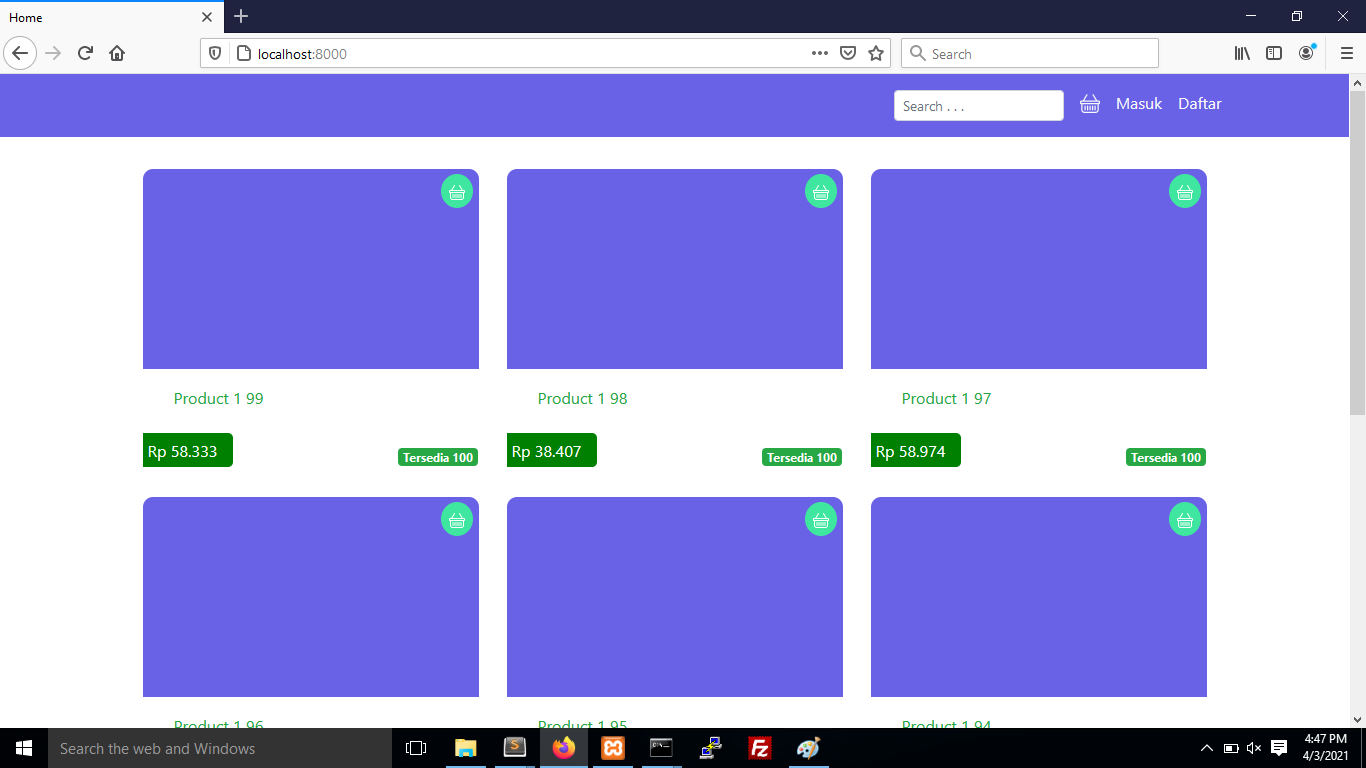 Home
localhost:8000
Search
Search . . .
Masuk
Daftar
Product 1 99
Product 1 98
Product 1 97
Rp 58.333
Tersedia 100
Rp 38.407
Tersedia 100
Rp 58.974
Tersedia 100
Product 1 96
Product 1 95
Product 1 94
Search the web and Windows
4:47 PM
4/3/2021